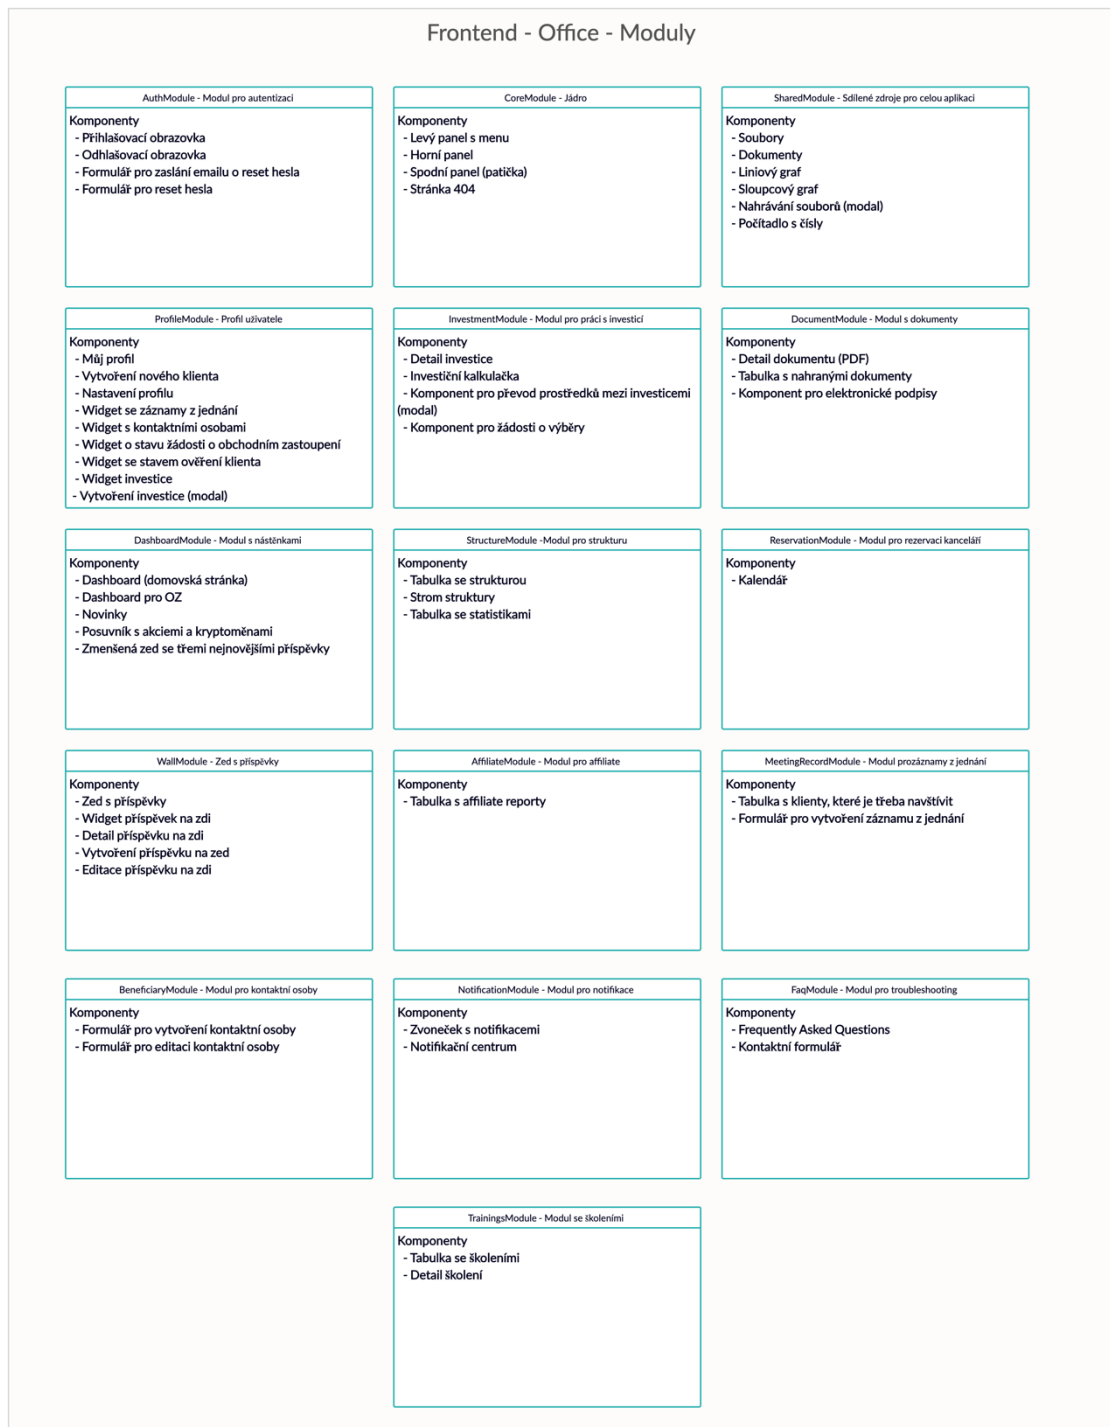 Frontend - Office - Moduly
AuthModule - Modul pro autentizaci
Komponenty
- Přihlašovací obrazovka
- Odhlašovací obrazovka
- Formulář pro zaslání emailu o reset hesla
- Formulář pro reset hesla
CoreModule - Jádro
Komponenty
- Levý panel s menu
- Horní panel
- Spodní panel (patička)
- Stránka 404
SharedModule - Sdílené zdroje pro celou aplikaci
Komponenty
- Soubory
- Dokumenty
- Liniový graf
- Sloupcový graf
- Nahrávání souborů (modal)
- Počítadlo s čísly
ProfileModule - Profil uživatele
Komponenty
- Můj profil
- Vytvoření nového klienta
- Nastavení profilu
- Widget se záznamy z jednání
- Widget s kontaktními osobami
- Widget o stavu žádosti o obchodním zastoupení
- Widget se stavem ověření klienta
- Widget investice
- Vytvoření investice (modal)
InvestmentModule - Modul pro práci s investicí
Komponenty
- Detail investice
- Investiční kalkulačka
- Komponent pro převod prostředků mezi investicemi
(modal)
- Komponent pro žádosti o výběry
DocumentModule - Modul s dokumenty
Komponenty
- Detail dokumentu (PDF)
- Tabulka s nahranými dokumenty
- Komponent pro elektronické podpisy
DashboardModule - Modul s nástěnkami
Komponenty
- Dashboard (domovská stránka)
- Dashboard pro OZ
- Novinky
- Posuvník s akciemi a kryptoměnami
- Zmenšená zed se třemi nejnovějšími příspěvky
StructureModule -Modul pro strukturu
Komponenty
- Tabulka se strukturou
- Strom struktury
- Tabulka se statistikami
ReservationModule - Modul pro rezervaci kanceláří
Komponenty
- Kalendář
WallModule - Zed s příspěvky
Komponenty
- Zed s příspěvky
- Widget příspěvek na zdi
- Detail příspěvku na zdi
- Vytvoření příspěvku na zed
- Editace příspěvku na zdi
AffiliateModule - Modul pro affiliate
Komponenty
- Tabulka s affiliate reporty
MeetingRecordModule - Modul prozáznamy z jednání
Komponenty
- Tabulka s klienty, které je třeba navštívit
- Formulář pro vytvoření záznamu z jednání
BeneficiaryModule - Modul pro kontaktní osoby
Komponenty
- Formulář pro vytvoření kontaktní osoby
- Formulář pro editaci kontaktní osoby
NotificationModule - Modul pro notifikace
Komponenty
- Zvoneček s notifikacemi
- Notifikační centrum
FaqModule - Modul pro troubleshooting
Komponenty
- Frequently Asked Questions
- Kontaktní formulář
TrainingsModule - Modul se školeními
Komponenty
- Tabulka se školeními
- Detail školení